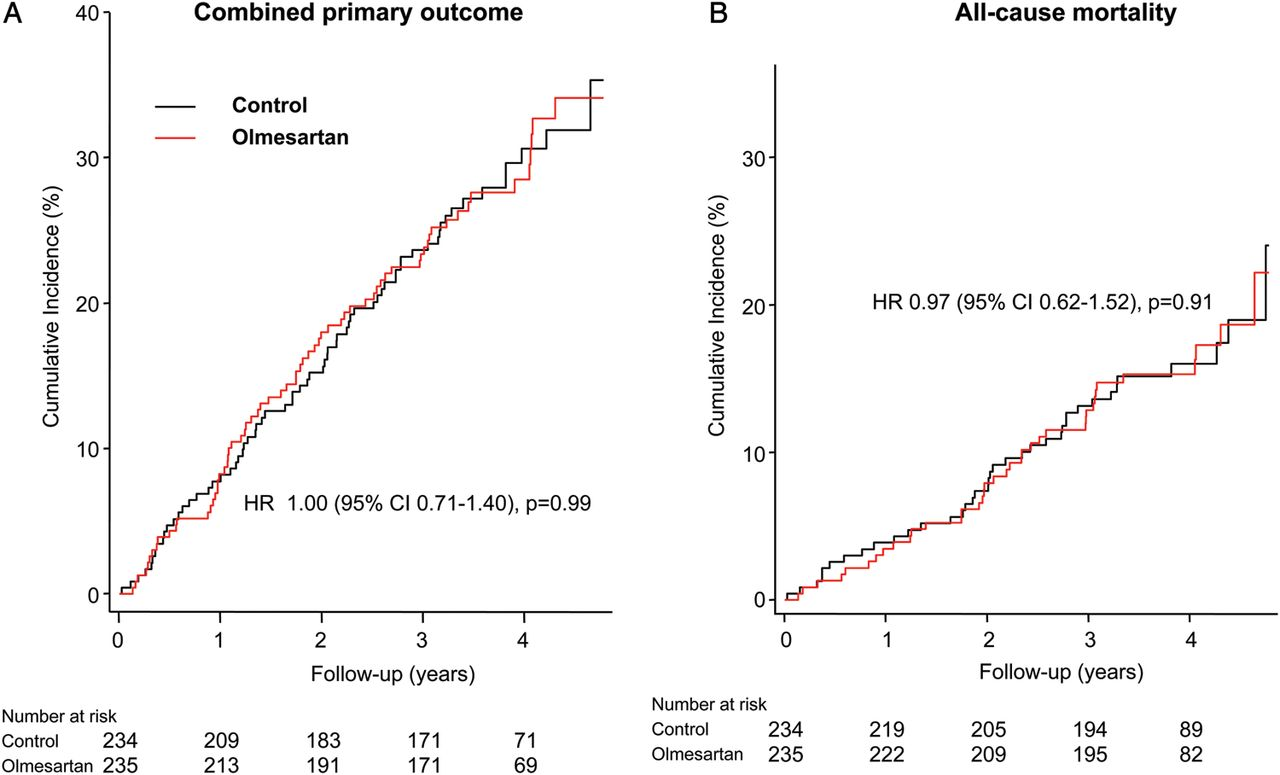 A
Combined primary outcome
40
30
20
10
0
Cumulative Incidence (%)
Control
Olmesartan
HR 1.00 (95% CI 0.71-1.40), p=0.99
0 1 2 3 4
Follow-up (years)
Number at risk
Control 234 209 183 171 71
Olmesartan 235 213 191 171 69
B
All-cause mortality
30
20
10
0
Cumulative Incidence (%)
HR 0.97 (95% CI 0.62-1.52), p=0.91
0 1 2 3 4
Follow-up (years)
Number at risk
Control 234 219 205 194 89
Olmesartan 235 222 209 195 82